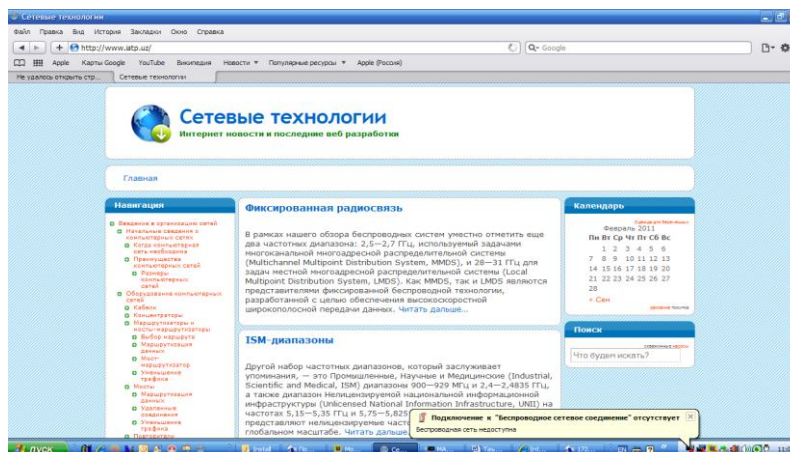 Сетевые технологии
Файл Правка Вид История Закладки Окно Справка
http://www.iatp.uz/
Google
Apple Карты Google YouTube Википедия Новости Популярные ресурсы Apple (Россия)
Не удалось открыть стр...
Сетевые технологии
Сетевые технологии
Интернет новости и последние веб разработки
Главная
Навигация
Введение в организацию сетей
Начальные сведения о
компьютерных сетях
Когда компьютерная
сеть необходима
Преимущества
компьютерных сетей
Размеры
компьютерных
сетей
Оборудование компьютерных
сетей
Кабели
Концентраторы
Маршрутизаторы и
мосты-маршрутизаторы
Выбор маршрута
Маршрутизация
данных
Мост-
маршрутизатор
Уменьшение
трафика
Мосты
Маршрутизация
данных
Удаленные
соединения
Уменьшение
трафика
Повторители
Фиксированная радиосвязь
В рамках нашего обзора беспроводных систем уместно отметить еще
два частотных диапазона: 2,5—2,7 ГГц, используемый задачами
многоканальной многоадресной распределительной системы
(Multichannel Multipoint Distribution System, MMDS), и 28—31 ГГц для
задач местной многоадресной распределительной системы (Local
Multipoint Distribution System, LMDS). Как MMDS, так и LMDS являются
представителями фиксированной беспроводной технологии,
разработанной с целью обеспечения высокоскоростной
широкополосной передачи данных. Читать дальше...
ISM-диапазоны
Другой набор частотных диапазонов, который заслуживает
упоминания, — это Промышленные, Научные и Медицинские (Industrial,
Scientific and Medical, ISM) диапазоны 900—929 МГц и 2,4—2,4835 ГГц,
а также диапазон Нелицензируемой национальной информационной
инфраструктуры (Unlicensed National Information Infrastructure, UNII) на
частотах 5,15—5,35 ГГц и 5,75—5,825
представляют нелицензируемые
глобальном масштабе. Читать дальше...
Календарь
Февраль 2011
Пн Вт Ср Чт Пт Сб Вс
1 2 3 4 5 6
7 8 9 10 11 12 13
14 15 16 17 18 19 20
21 22 23 24 25 26 27
28
« Сен
Поиск
Что будем искать?
Подключение к "Беспроводное сетевое соединение" отсутствует
Беспроводная сеть недоступна
пуск
Install
EN